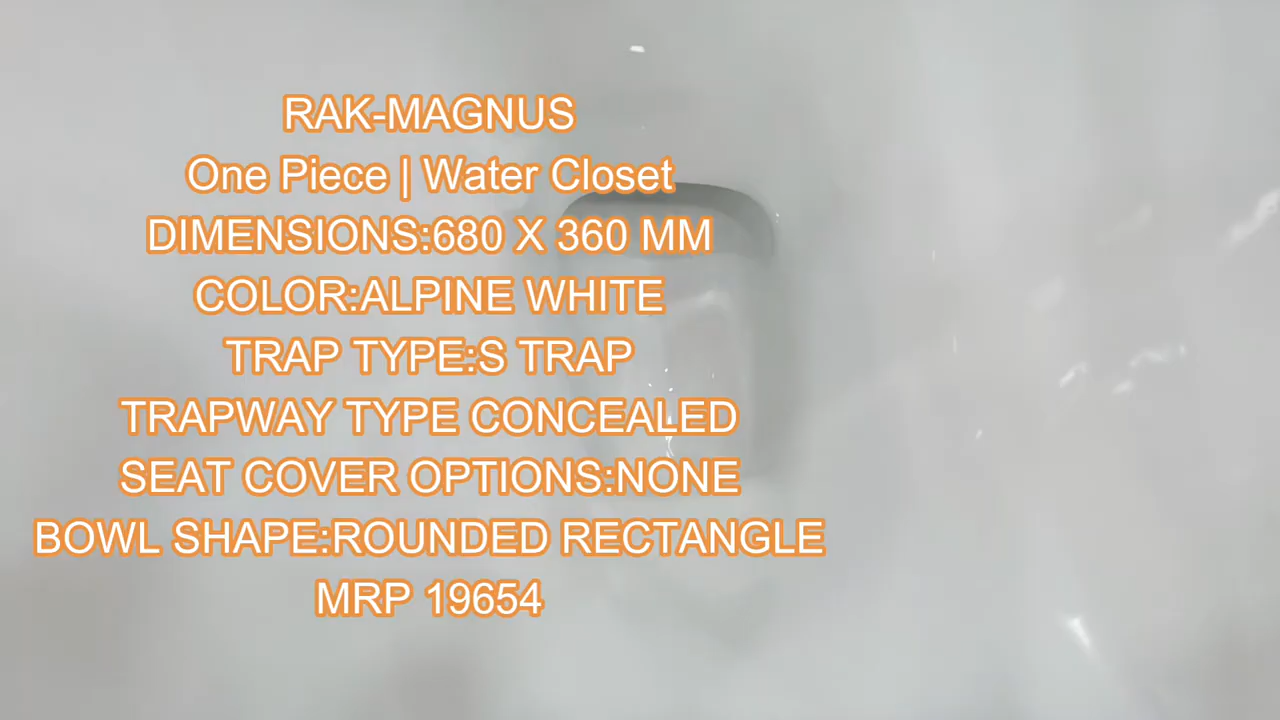 RAK-MAGNUS
One Piece | Water Closet
DIMENSIONS:680 X 360 MM
COLOR:ALPINE WHITE
TRAP TYPE:S TRAP
TRAPWAY TYPE CONCEALED
SEAT COVER OPTIONS:NONE
BOWL SHAPE:ROUNDED RECTANGLE
MRP 19654